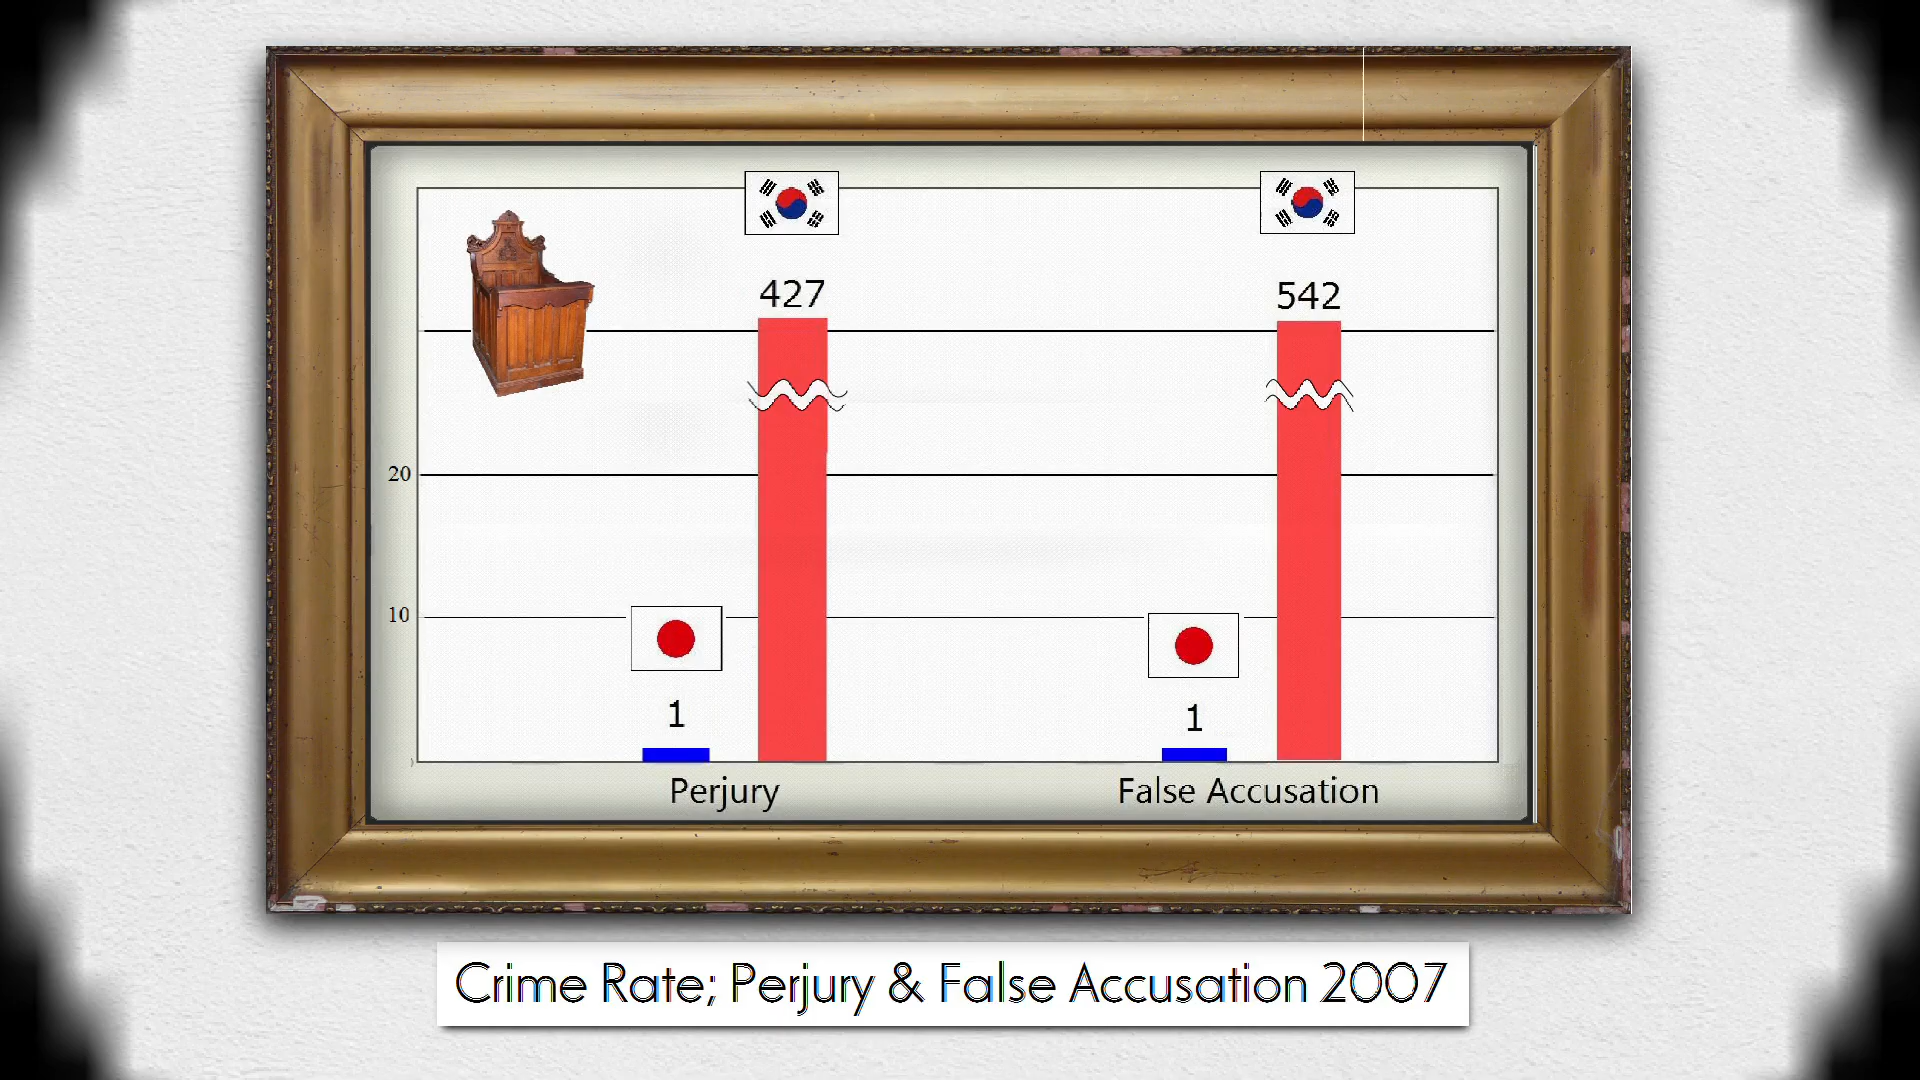 427
542
20
10
1
1
Perjury
False Accusation
Crime Rate; Perjury & False Accusation 2007